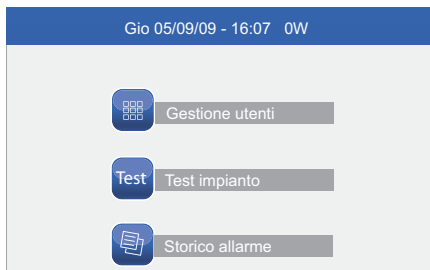 Gio 05/09/09 - 16:07 0W
Gestione utenti
Test Test impianto
Storico allarme